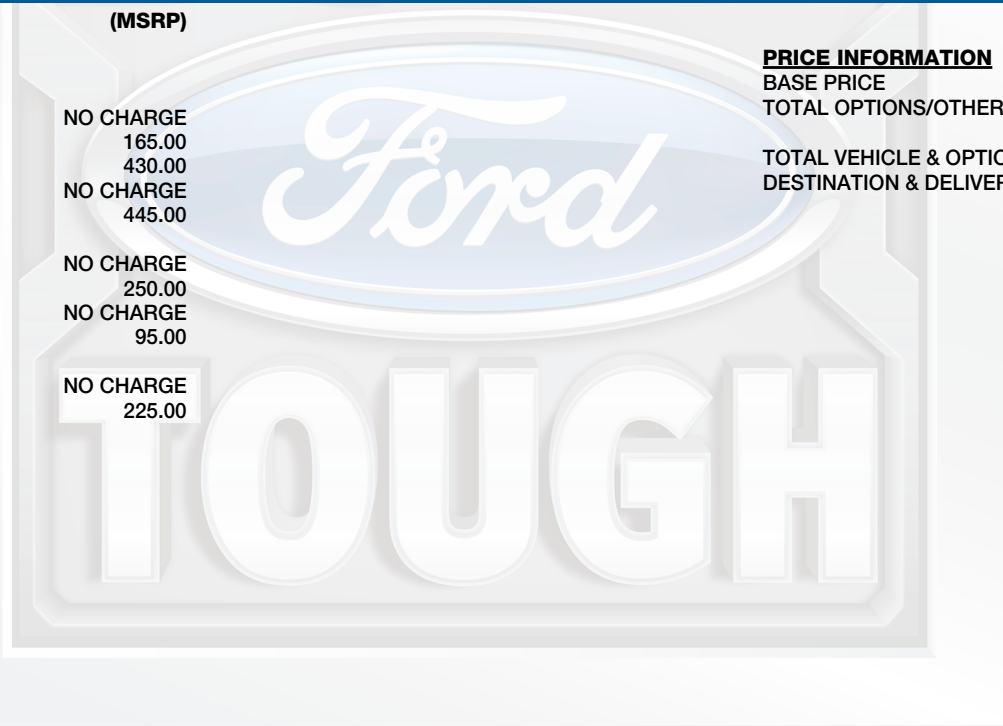 (MSRP)
NO CHARGE
165.00
430.00
NO CHARGE
445.00
NO CHARGE
250.00
NO CHARGE
95.00
NO CHARGE
225.00
PRICE INFORMATION
BASE PRICE
TOTAL OPTIONS/OTHER
TOTAL VEHICLE & OPTIO
DESTINATION & DELIVER
Ford
TOUGH